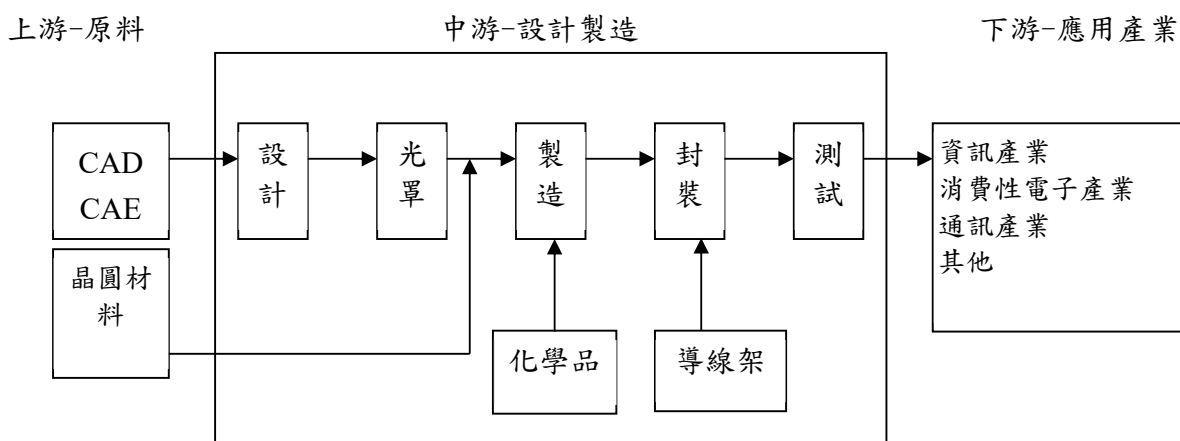 上游-原料
中游-設計製造
下游-應用產業
CAD
CAE
設
計
光
罩
製
造
封
裝
測
試
資訊產業
消費性電子產業
通訊產業
其他
晶圓材
料
化學品
導線架